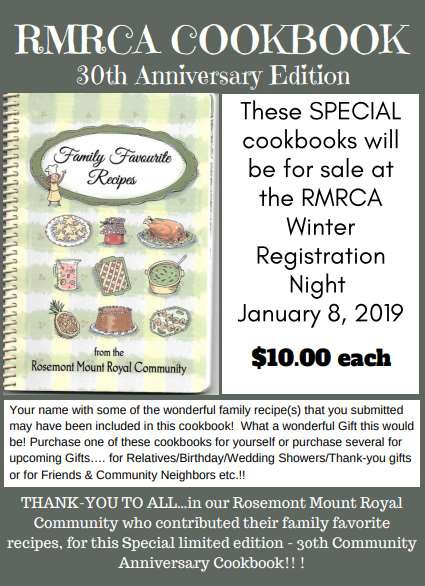 RMRCA COOKBOOK
30th Anniversary Edition
Family Favourite
Recipes
from the
Rosemont Mount Royal Community
These SPECIAL
cookbooks will
be for sale at
the RMRCA
Winter
Registration
Night
January 8, 2019
$10.00 each
Your name with some of the wonderful family recipe(s) that you submitted
may have been included in this cookbook! What a wonderful Gift this would
be! Purchase one of these cookbooks for yourself or purchase several for
upcoming Gifts…. for Relatives/Birthday/Wedding Showers/Thank-you gifts
or for Friends & Community Neighbors etc.!!
THANK-YOU TO ALL...in our Rosemont Mount Royal
Community who contributed their family favorite
recipes, for this Special limited edition - 30th Community
Anniversary Cookbook!! !